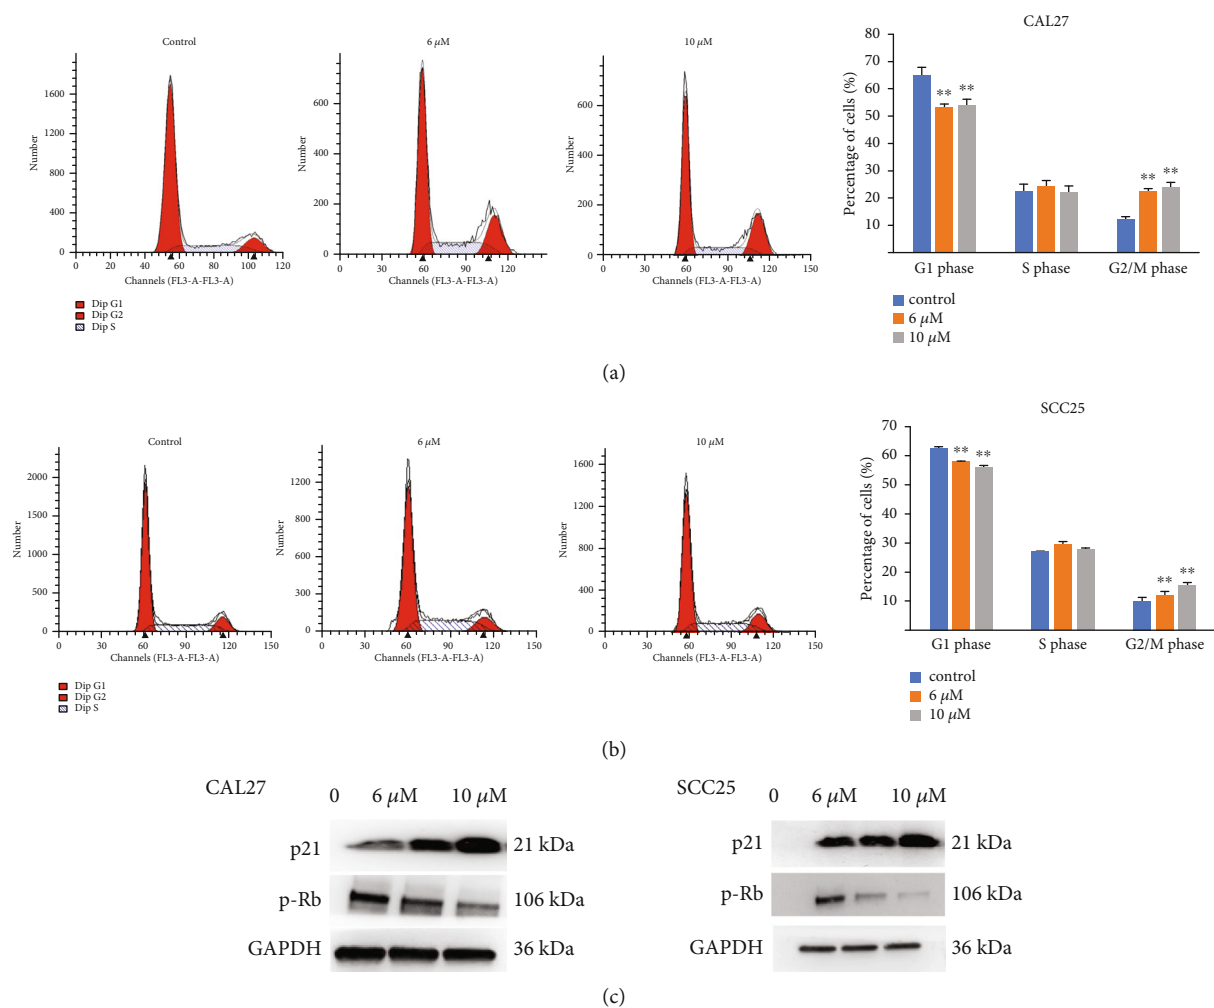 Control
6 μM
10 μM
CAL27
Number
1600
1200
800
400
0
0 20 40 60 80 100 120
Channels (FL3-A-FL3-A)
Number
600
400
200
0
0 30 60 90 120
Channels (FL3-A-FL3-A)
Number
600
400
200
0
0 30 60 90 120 150
Channels (FL3-A-FL3-A)
Percentage of cells (%)
80
70
60
50
40
30
20
10
** **
** **
G1 phase S phase G2/M phase
Dip G1
Dip G2
Dip S
control
6 μM
10 μM
(a)
Control
6 μM
10 μM
SCC25
Number
2000
1500
1000
500
0
0 30 60 90 120 150
Channels (FL3-A-FL3-A)
Number
1200
900
600
300
0
0 30 60 90 120 150
Channels (FL3-A-FL3-A)
Number
1600
1200
800
400
0
0 30 60 90 120 150
Channels (FL3-A-FL3-A)
Percentage of cells (%)
70
60
50
40
30
20
10
** **
** **
G1 phase S phase G2/M phase
Dip G1
Dip G2
Dip S
control
6 μM
10 μM
(b)
CAL27 0 6 μM 10 μM
p21 21 kDa
p-Rb 106 kDa
GAPDH 36 kDa
SCC25 0 6 μM 10 μM
p21 21 kDa
p-Rb 106 kDa
GAPDH 36 kDa
(c)